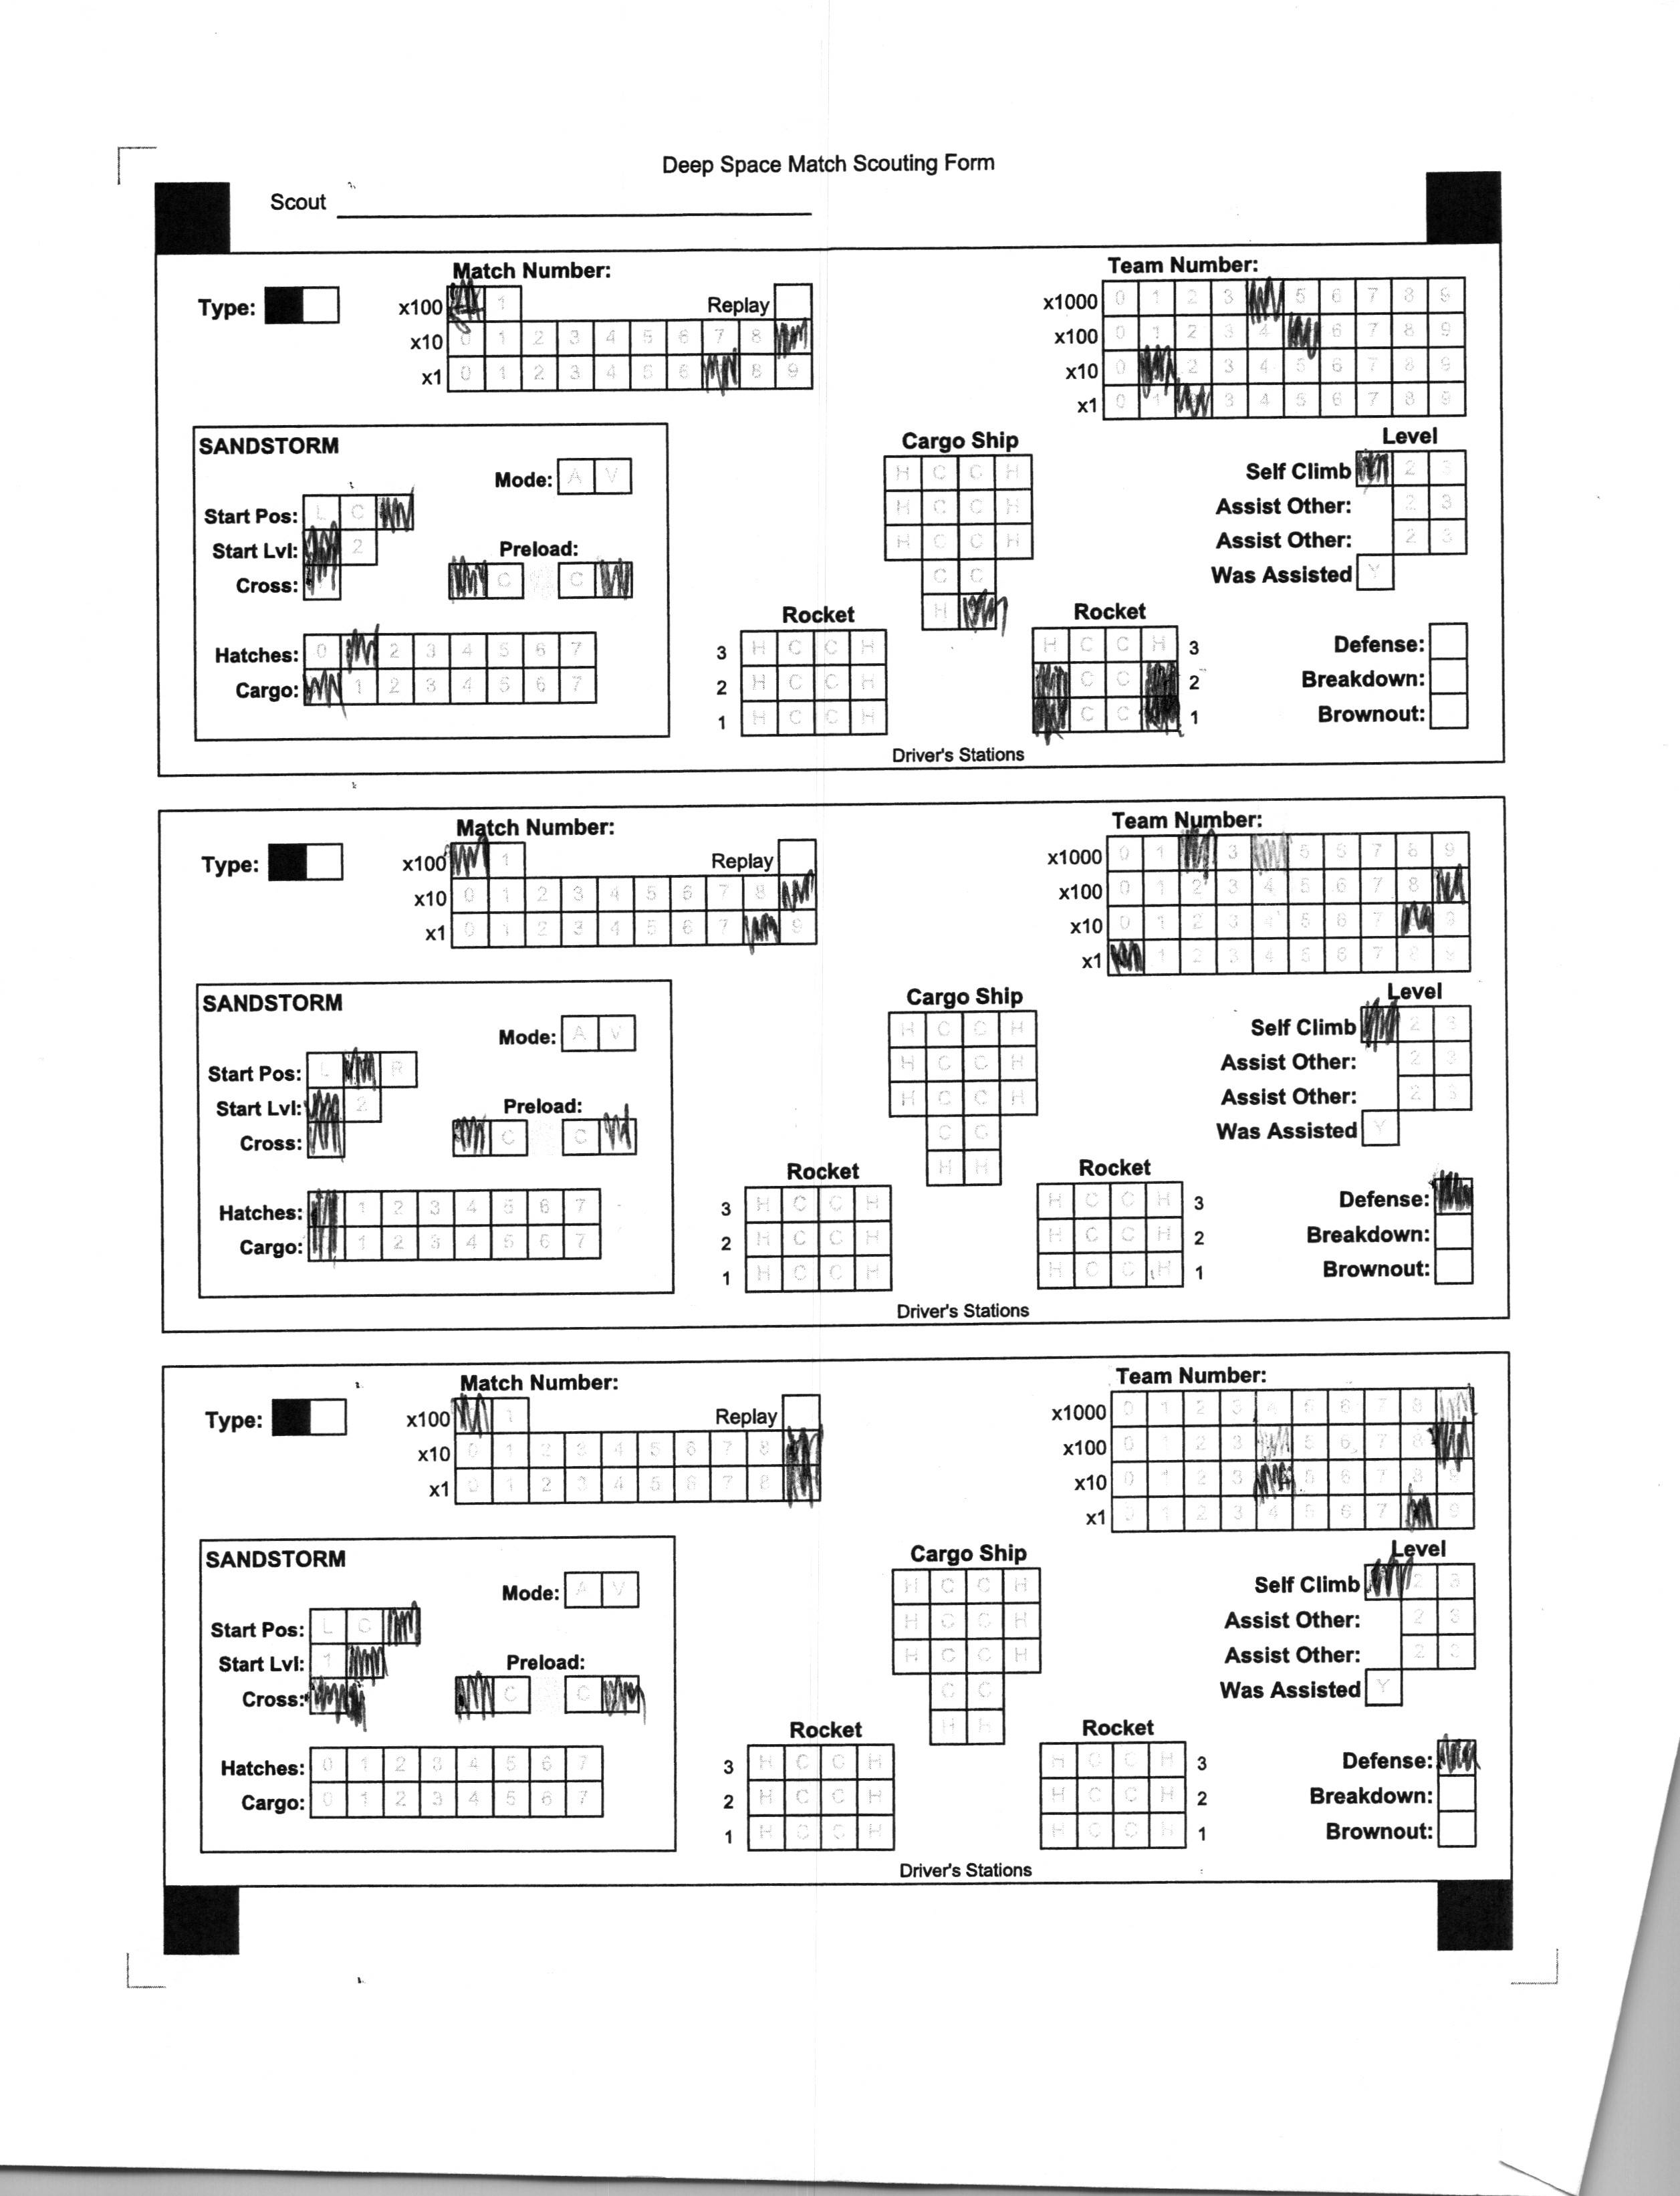 Deep Space Match Scouting Form
Scout
Match Number:
Team Number:
Type:
x100 1
Replay
x10 0 1 2 3 4 5 6 7 8
x1 0 1 2 3 4 5 6 8 9
x1000 0 1 2 3 5 6 7 8 9
x100 0 1 2 3 4 6 7 8 9
x10 0 2 3 4 5 6 7 8 9
x1 0 1 3 4 5 6 7 8 9
SANDSTORM
Mode: A V
Start Pos: L C
Start Lvl: 2
Cross:
Preload:
C C
Hatches: 0 2 3 4 5 6 7
Cargo: 1 2 3 4 5 6 7
Cargo Ship
H C C H
H C C H
H C C H
C C
H
Level
Self Climb 2 3
Assist Other: 2 3
Assist Other: 2 3
Was Assisted Y
Rocket
3 H C C H
2 H C C H
1 H C C H
Rocket
H C C H 3
C C 2
C C 1
Defense:
Breakdown:
Brownout:
Driver's Stations
Match Number:
Team Number:
Type:
x100 1
Replay
x10 0 1 2 3 4 5 6 7 8
x1 0 1 2 3 4 5 6 7 9
x1000 0 1 3 5 6 7 8 9
x100 0 1 2 3 4 5 6 7 8
x10 0 1 2 3 4 5 6 7 9
x1 1 2 3 4 5 6 7 8 9
SANDSTORM
Mode: A V
Start Pos: L R
Start Lvl: 2
Cross:
Preload:
C C
Hatches: 1 2 3 4 5 6 7
Cargo: 1 2 3 4 5 6 7
Cargo Ship
H C C H
H C C H
H C C H
C C
H H
Level
Self Climb 2 3
Assist Other: 2 3
Assist Other: 2 3
Was Assisted Y
Rocket
3 H C C H
2 H C C H
1 H C C H
Rocket
H C C H 3
H C C H 2
H C C H 1
Defense:
Breakdown:
Brownout:
Driver's Stations
Match Number:
Team Number:
Type:
x100 1
Replay
x10 0 1 2 3 4 5 6 7 8
x1 0 1 2 3 4 5 6 7 8
x1000 0 1 2 3 4 5 6 7 8
x100 0 1 2 3 5 6 7 8
x10 0 1 2 3 5 6 7 8 9
x1 0 1 2 3 4 5 6 7 9
SANDSTORM
Mode: A V
Start Pos: L C
Start Lvl: 1
Cross:
Preload:
C C
Hatches: 0 1 2 3 4 5 6 7
Cargo: 0 1 2 3 4 5 6 7
Cargo Ship
H C C H
H C C H
H C C H
C C
H H
Level
Self Climb 2 3
Assist Other: 2 3
Assist Other: 2 3
Was Assisted Y
Rocket
3 H C C H
2 H C C H
1 H C C H
Rocket
H C C H 3
H C C H 2
H C C H 1
Defense:
Breakdown:
Brownout:
Driver's Stations